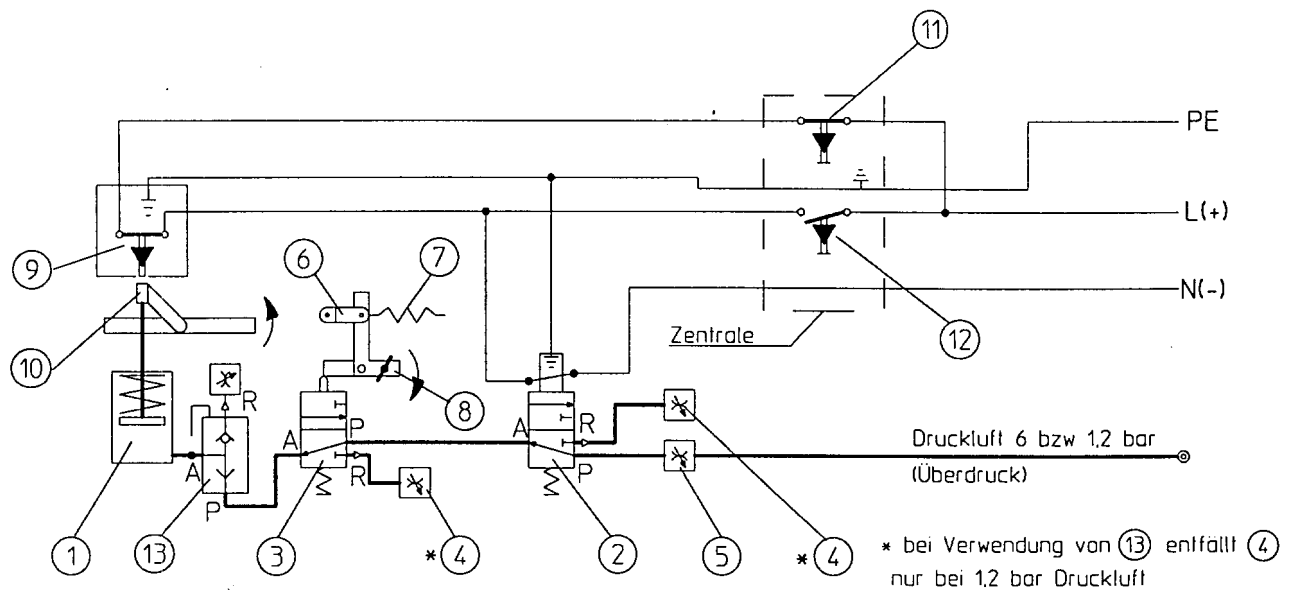 11
PE
L(+)
9
6
7
N(-)
10
Zentrale
12
R
8
A
P
A
R
A
P
R
P
Druckluft 6 bzw 1,2 bar
(Überdruck)
1
13
3
* 4
2
5
* 4
* bei Verwendung von 13 entfällt 4
nur bei 1,2 bar Druckluft